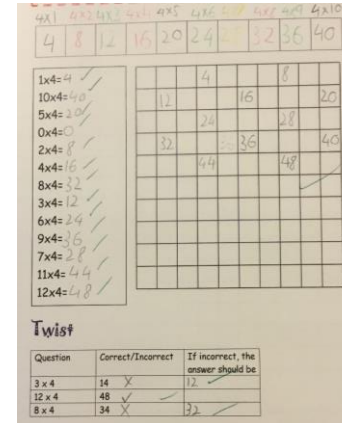 4x1 4x2 4x3 4x4 4x5 4x6 4x8 4x9 4x10
4 8 12 16 20 24 28 32 36 40
1x4=4
10x4=40
5x4=20
0x4=0
2x4=8
4x4=16
8x4=32
3x4=12
6x4=24
9x4=36
7x4=28
11x4=44
12x4=48
4 8
12 16 20
24 28
32 36 36 40
44 48
Twist
Question Correct/Incorrect If incorrect, the answer should be
3 x 4 14 X 12
12 x 4 48 ✓
8 x 4 34 X 32